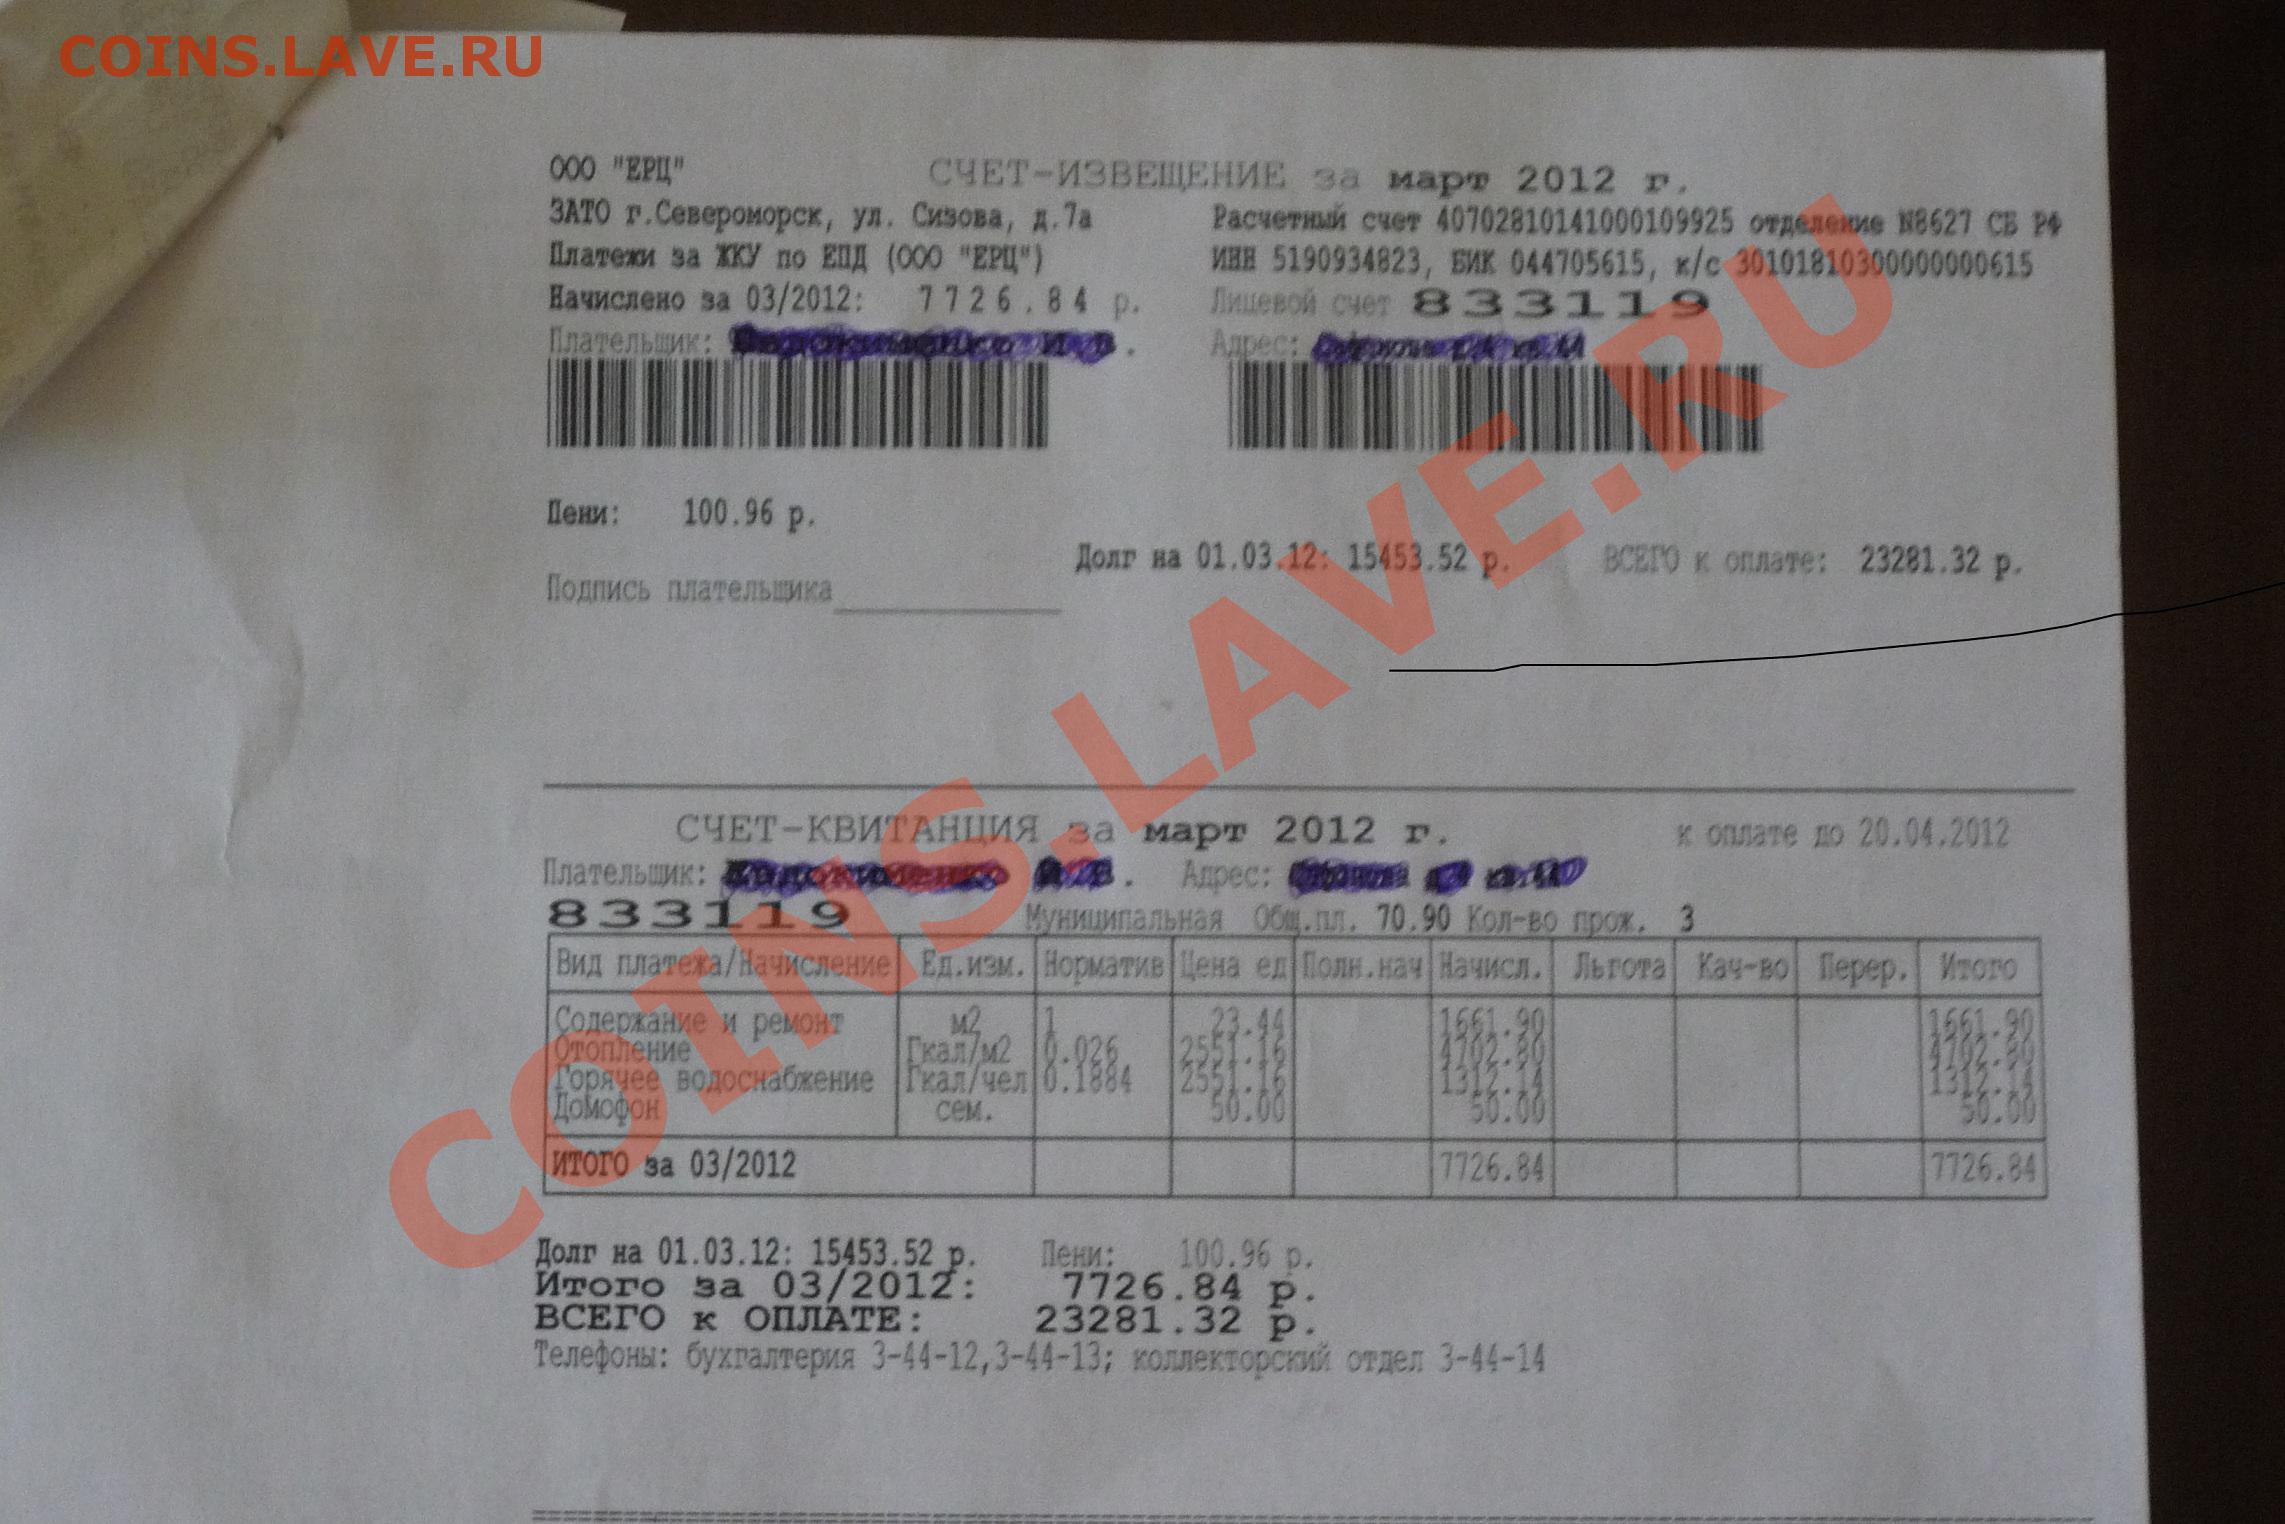 COINS.LAVE.RU
ООО "ЕРЦ" СЧЕТ-ИЗВЕЩЕНИЕ за март 2012 г.
ЗАТО г.Североморск, ул. Сизова, д.7а Расчетный счет 40702810141000109925 отделение №8627 СБ РФ
Платежи за ЖКУ по ЕПД (ООО "ЕРЦ") ИНН 5190934823, БИК 044705615, к/с 30101810300000000615
Начислено за 03/2012: 7726.84 р. Лицевой счет 833119
Плательщик: Адрес:
Пени: 100.96 р.
Долг на 01.03.12: 15453.52 р. ВСЕГО к оплате: 23281.32 р.
Подпись плательщика
COINS.LAVE.RU
СЧЕТ-КВИТАНЦИЯ за март 2012 г. к оплате до 20.04.2012
Плательщик: Адрес:
833119 Муниципальная Общ.пл. 70.90 Кол-во прож. 3
Вид платежа/Начисление Ед.изм. Норматив Цена ед Полн.нач Начисл. Льгота Кач-во Перер. Итого
Содержание и ремонт м2 1 23.44 1661.90 1661.90
Отопление Гкал/м2 0.026 2551.16 4702.80 4702.80
Горячее водоснабжение Гкал/чел 0.1884 2551.16 1312.14 1312.14
Домофон сем. 50.00 50.00 50.00
ИТОГО за 03/2012 7726.84 7726.84
Долг на 01.03.12: 15453.52 р. Пени: 100.96 р.
Итого за 03/2012: 7726.84 р.
ВСЕГО к ОПЛАТЕ: 23281.32 р.
Телефоны: бухгалтерия 3-44-12,3-44-13; коллекторский отдел 3-44-14